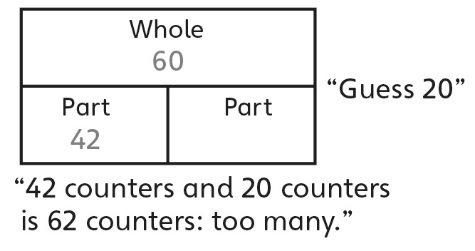 Whole
60
Part Part
42
“Guess 20”
“42 counters and 20 counters
is 62 counters: too many.”